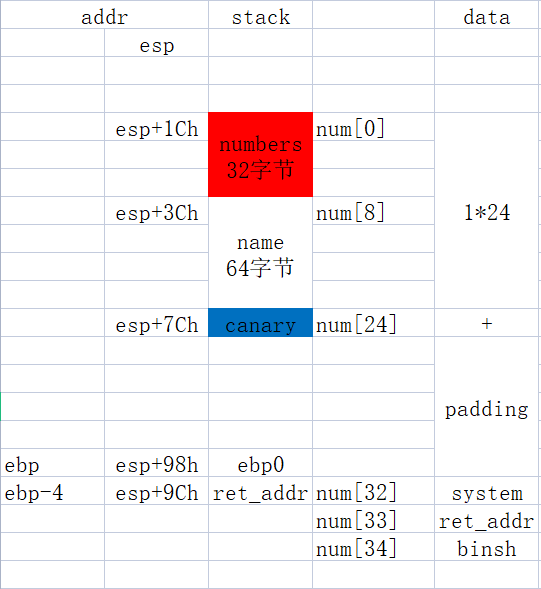 addr stack data
esp
esp+1Ch num[0]
numbers
32字节
esp+3Ch num[8] 1*24
name
64字节
esp+7Ch canary num[24] +
padding
ebp esp+98h ebp0
ebp-4 esp+9Ch ret_addr num[32] system
num[33] ret_addr
num[34] binsh